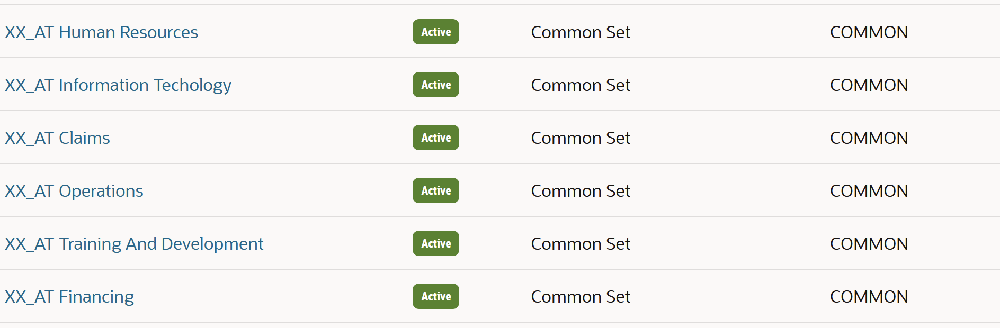 XX_AT Human Resources Active Common Set COMMON
XX_AT Information Techology Active Common Set COMMON
XX_AT Claims Active Common Set COMMON
XX_AT Operations Active Common Set COMMON
XX_AT Training And Development Active Common Set COMMON
XX_AT Financing Active Common Set COMMON